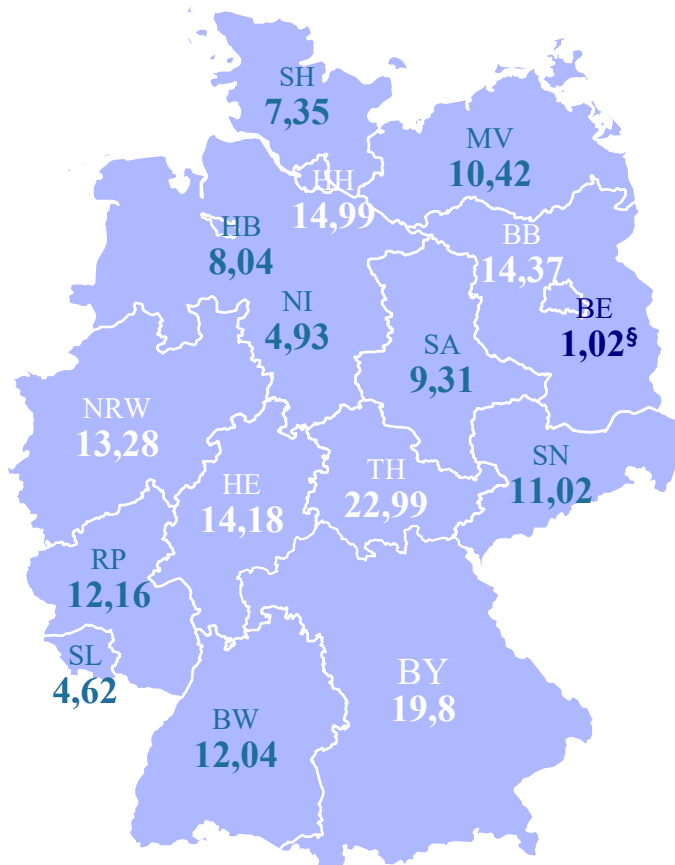 SH
7,35
MV
10,42
HH
14,99
HB
8,04
BB
14,37
NI
4,93
BE
1,02§
SA
9,31
NRW
13,28
SN
11,02
TH
22,99
HE
14,18
RP
12,16
SL
4,62
BY
19,8
BW
12,04